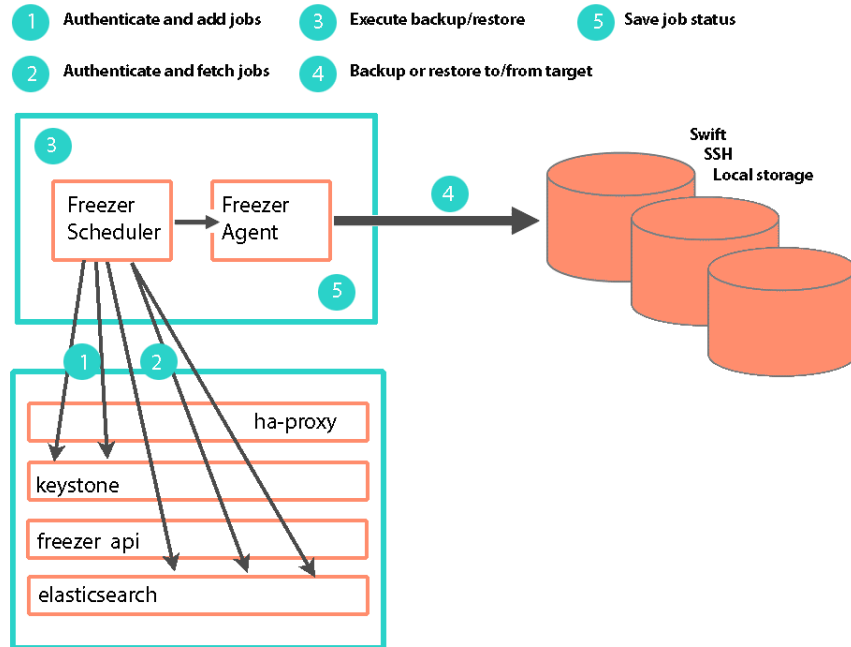 1 Authenticate and add jobs
3 Execute backup/restore
5 Save job status
2 Authenticate and fetch jobs
4 Backup or restore to/from target
3
Freezer
Scheduler
Freezer
Agent
4
Swift
SSH
Local storage
5
1
2
ha-proxy
keystone
freezer api
elasticsearch